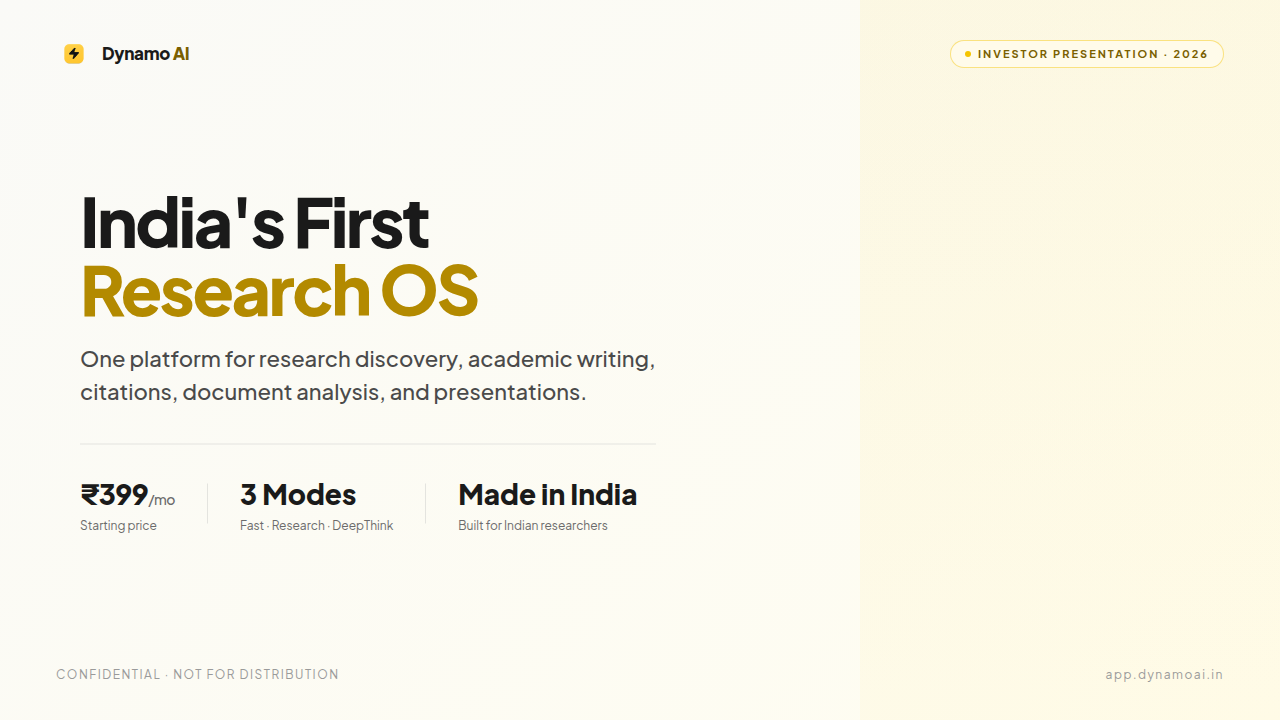 Dynamo AI
INVESTOR PRESENTATION · 2026
India's First
Research OS
One platform for research discovery, academic writing,
citations, document analysis, and presentations.
₹399/mo
Starting price
3 Modes
Fast · Research · DeepThink
Made in India
Built for Indian researchers
CONFIDENTIAL · NOT FOR DISTRIBUTION
app.dynamoai.in